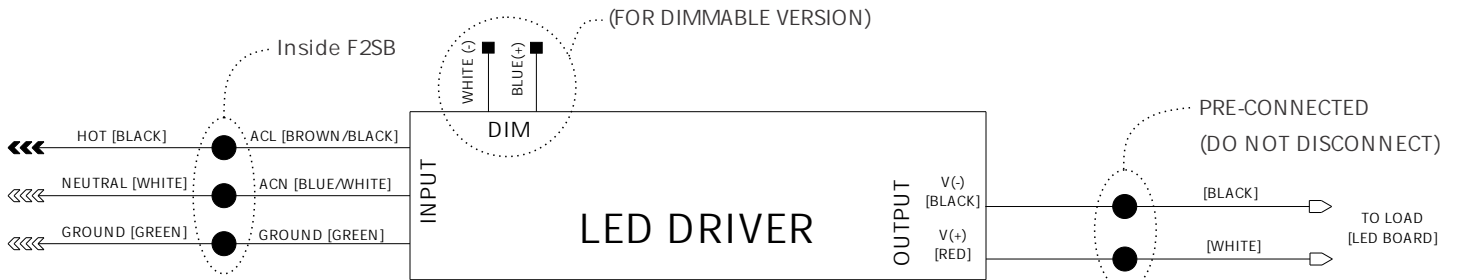 (FOR DIMMABLE VERSION)
Inside F2SB
WHITE (-)
BLUE(+)
DIM
PRE-CONNECTED
(DO NOT DISCONNECT)
HOT [BLACK]
ACL [BROWN/BLACK]
NEUTRAL [WHITE]
ACN [BLUE/WHITE]
GROUND [GREEN]
GROUND [GREEN]
INPUT
LED DRIVER
OUTPUT
V(-)
[BLACK]
V(+)
[RED]
[BLACK]
[WHITE]
TO LOAD
[LED BOARD]